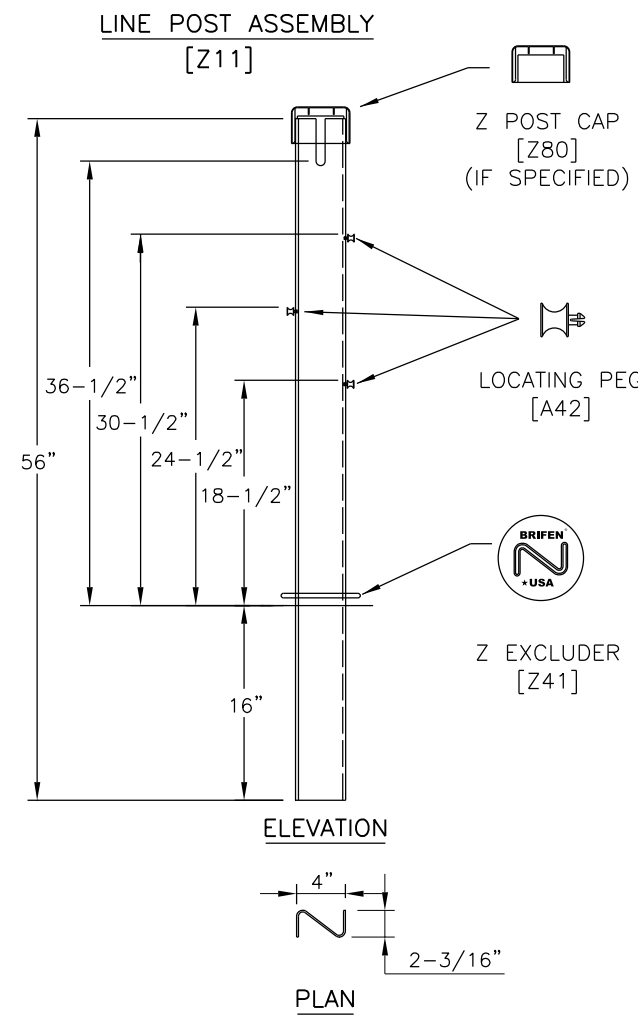 LINE POST ASSEMBLY
[Z11]
Z POST CAP
[Z80]
(IF SPECIFIED)
36-1/2"
30-1/2"
24-1/2"
18-1/2"
56"
LOCATING PEG
[A42]
BRIFEN
★USA
Z EXCLUDER
[Z41]
16"
ELEVATION
4"
2-3/16"
PLAN